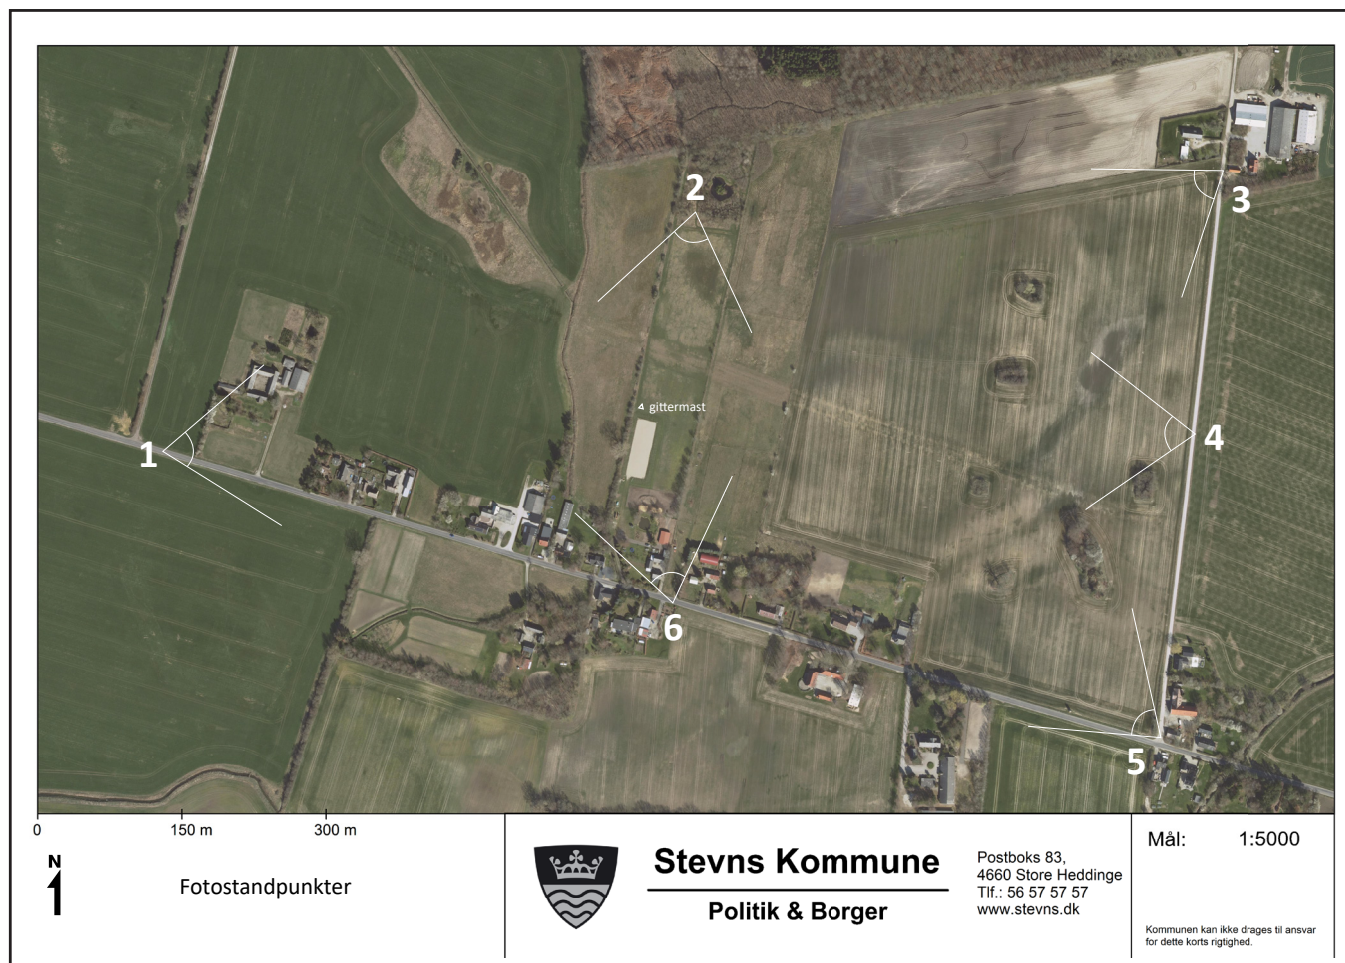 2
3
1
gittermast
4
6
5
0 150 m 300 m
N
Fotostandpunkter
Stevns Kommune
Politik & Borger
Postboks 83,
4660 Store Heddinge
Tlf.: 56 57 57 57
www.stevns.dk
Mål: 1:5000
Kommunen kan ikke drages til ansvar
for dette korts rigtighed.